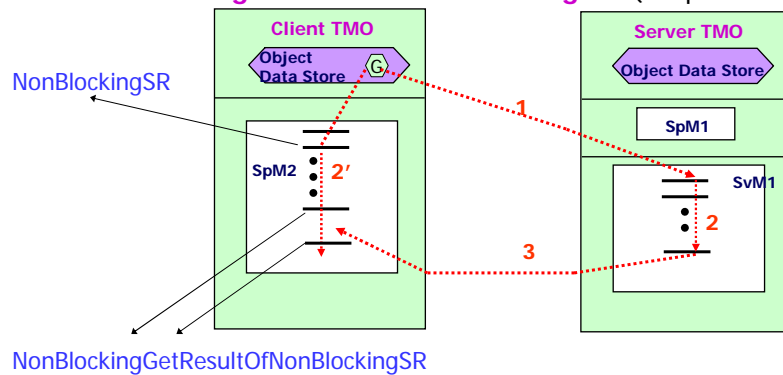 Client TMO
Server TMO
Object
Data Store
G
Object Data Store
NonBlockingSR
1
SpM1
SpM2
2'
SvM1
2
3
NonBlockingGetResultOfNonBlockingSR